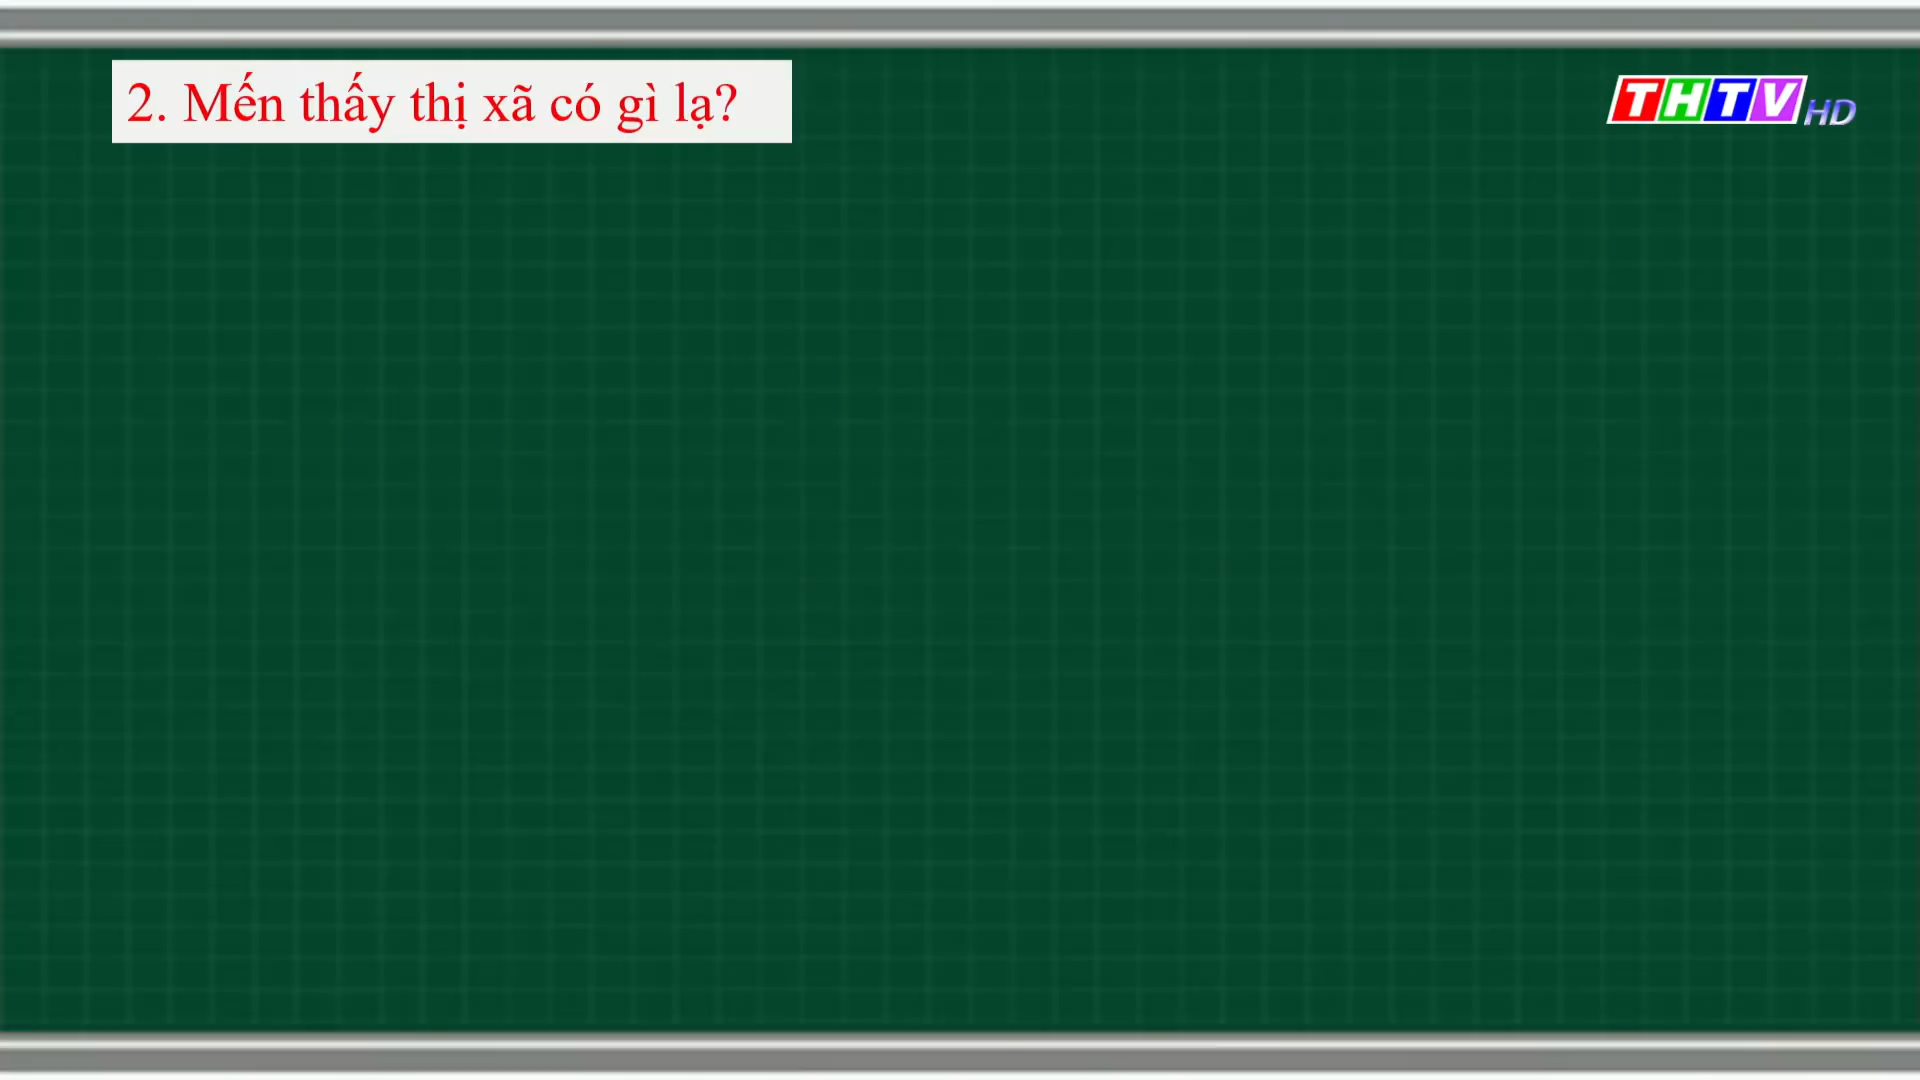 2. Mến thấy thị xã có gì lạ?
THTV HD